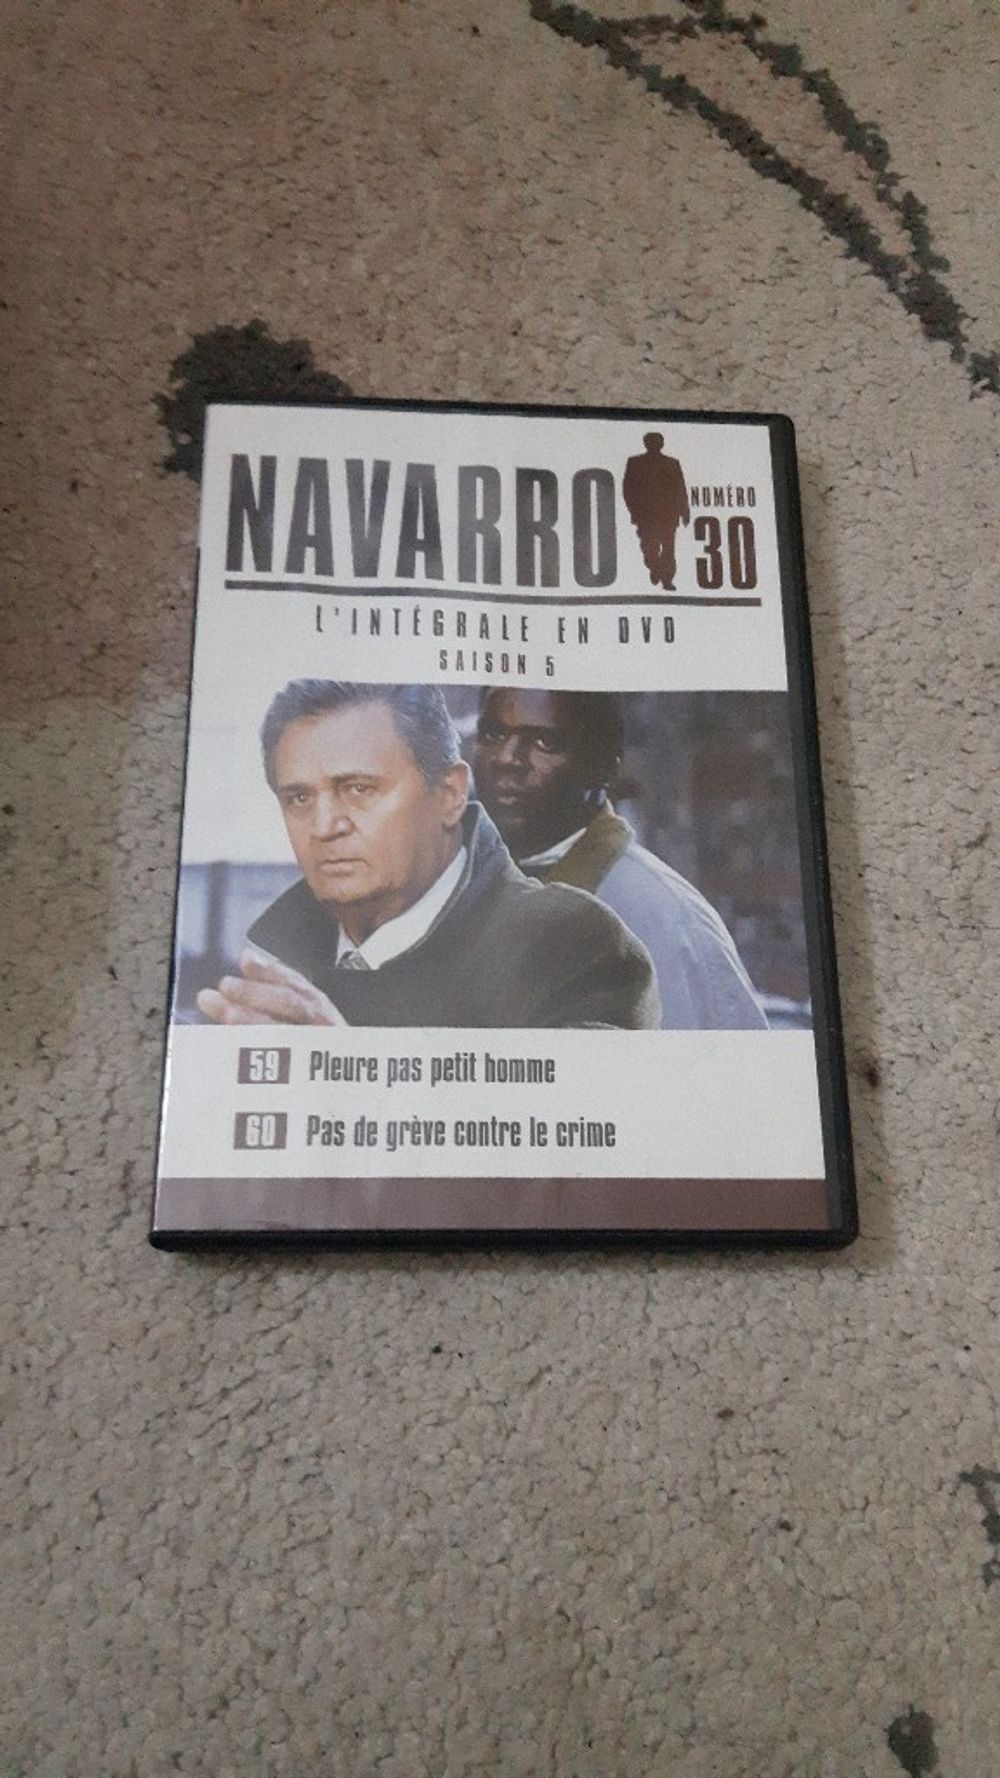 NAVARRO
NUMÉRO
30
L'INTÉGRALE EN DVD
SAISON 5
59 Pleure pas petit homme
60 Pas de grève contre le crime